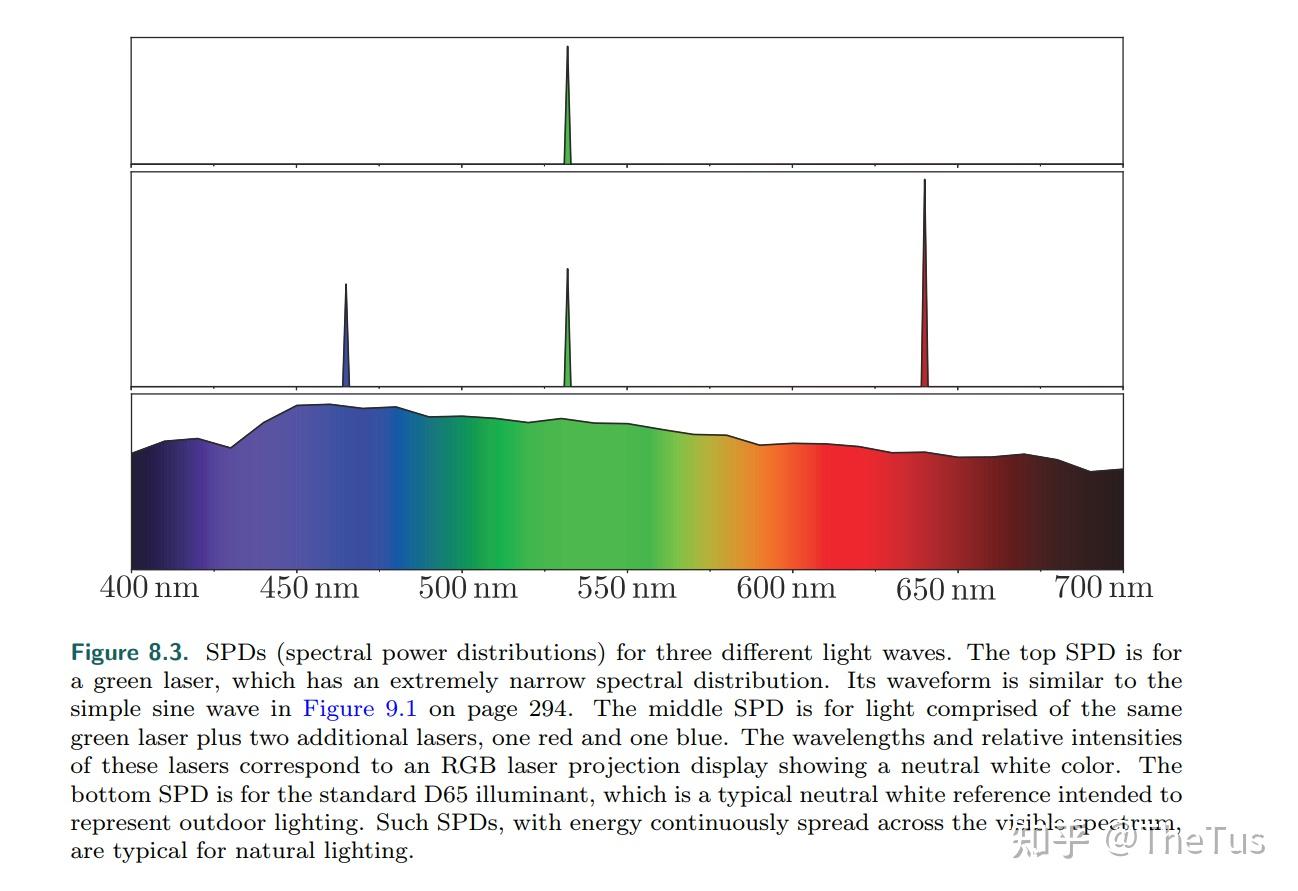 400 nm 450 nm 500 nm 550 nm 600 nm 650 nm 700 nm
Figure 8.3. SPDs (spectral power distributions) for three different light waves. The top SPD is for
a green laser, which has an extremely narrow spectral distribution. Its waveform is similar to the
simple sine wave in Figure 9.1 on page 294. The middle SPD is for light comprised of the same
green laser plus two additional lasers, one red and one blue. The wavelengths and relative intensities
of these lasers correspond to an RGB laser projection display showing a neutral white color. The
bottom SPD is for the standard D65 illuminant, which is a typical neutral white reference intended to
represent outdoor lighting. Such SPDs, with energy continuously spread across the visible spectrum,
are typical for natural lighting.
知乎 @TheTus